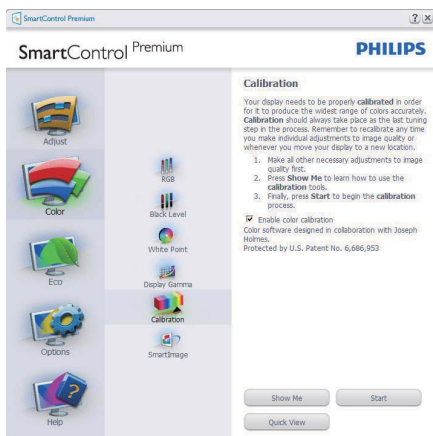 SmartControl Premium
SmartControl Premium
PHILIPS
Adjust
Color
Eco
Options
Help
RGB
Black Level
White Point
Display Gamma
Calibration
SmartImage
Calibration
Your display needs to be properly calibrated in order
for it to produce the widest range of colors accurately.
Calibration should always take place as the last tuning
step in the process. Remember to recalibrate any time
you make individual adjustments to image quality or
whenever you move your display to a new location.
1. Make all other necessary adjustments to image
quality first.
2. Press Show Me to learn how to use the
calibration tools.
3. Finally, press Start to begin the calibration
process.
Enable color calibration
Color software designed in collaboration with Joseph
Holmes.
Protected by U.S. Patent No. 6,686,953
Show Me
Start
Quick View